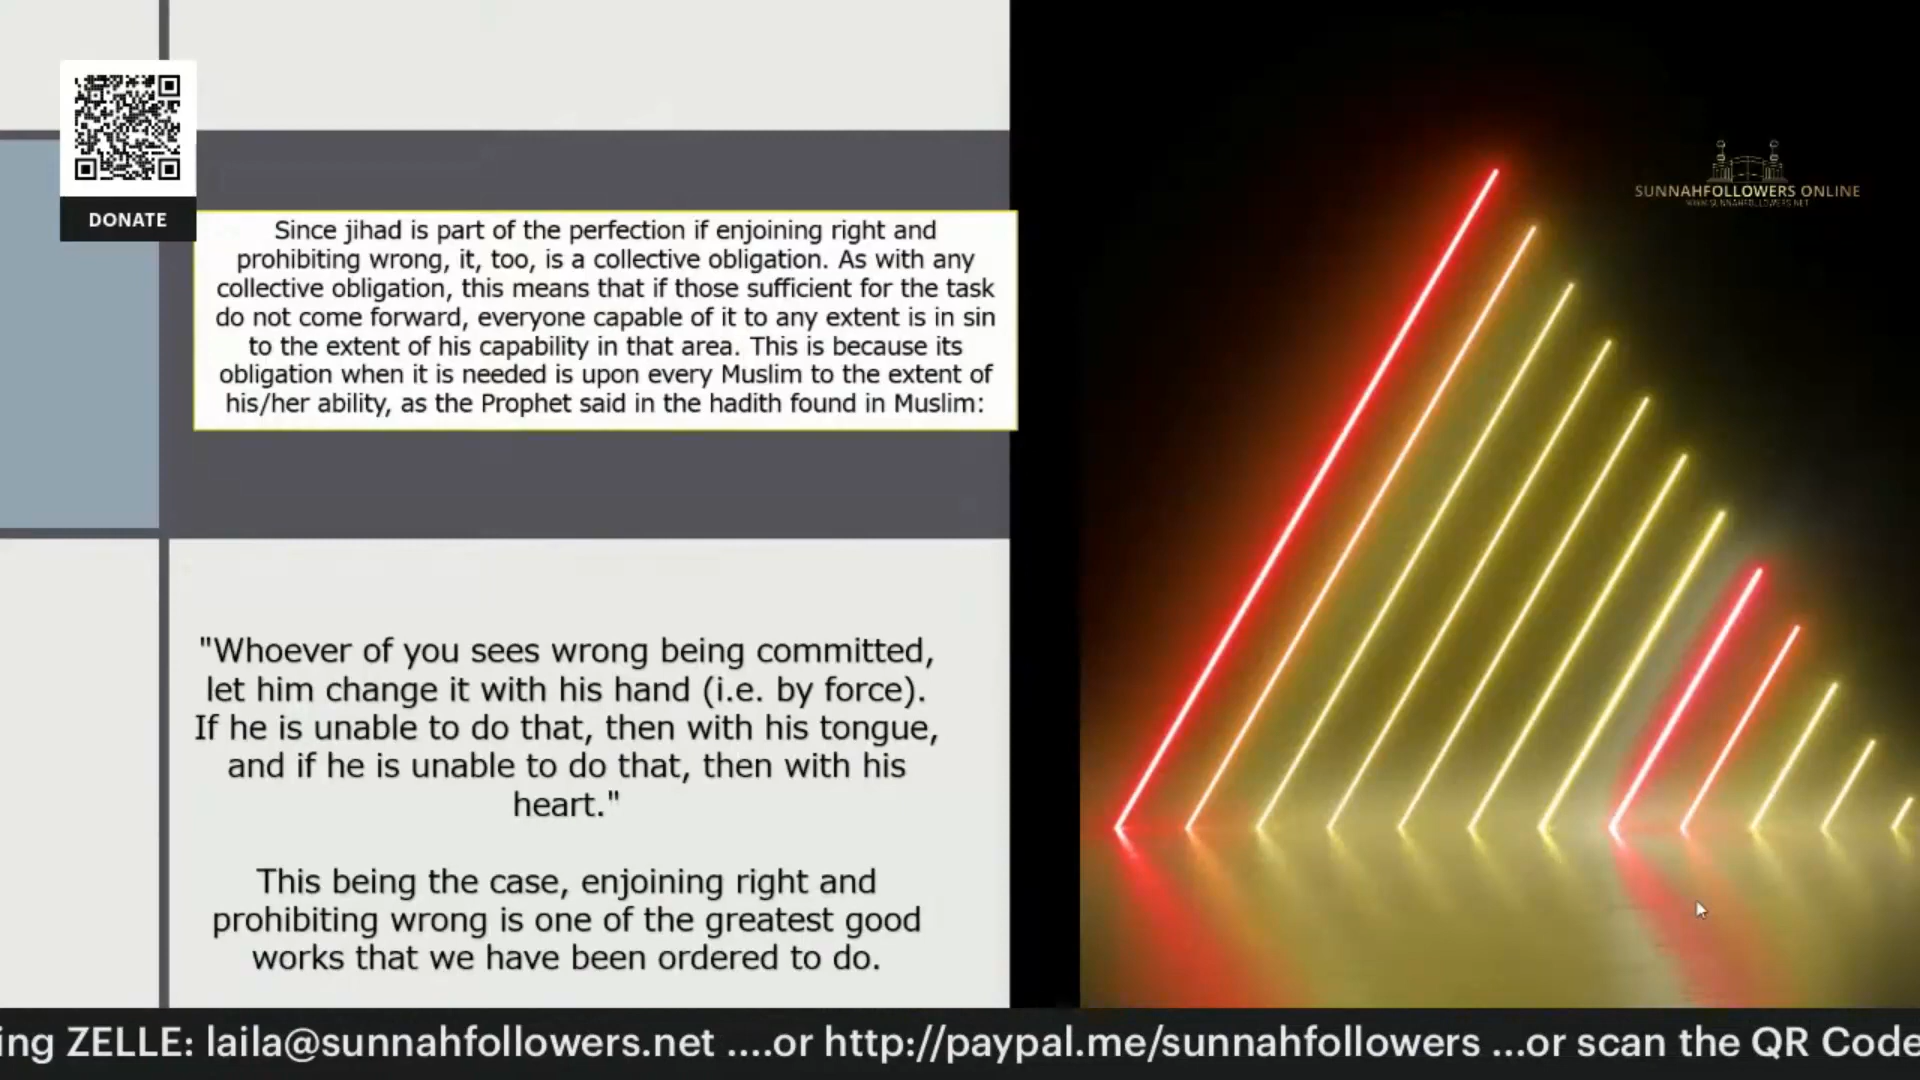 DONATE
Since jihad is part of the perfection if enjoining right and
prohibiting wrong, it, too, is a collective obligation. As with any
collective obligation, this means that if those sufficient for the task
do not come forward, everyone capable of it to any extent is in sin
to the extent of his capability in that area. This is because its
obligation when it is needed is upon every Muslim to the extent of
his/her ability, as the Prophet said in the hadith found in Muslim:
"Whoever of you sees wrong being committed,
let him change it with his hand (i.e. by force).
If he is unable to do that, then with his tongue,
and if he is unable to do that, then with his
heart."
This being the case, enjoining right and
prohibiting wrong is one of the greatest good
works that we have been ordered to do.
SUNNAHFOLLOWERS ONLINE
WWW.SUNNAHFOLLOWERS.NET
ing ZELLE: laila@sunnahfollowers.net ....or http://paypal.me/sunnahfollowers ...or scan the QR Code